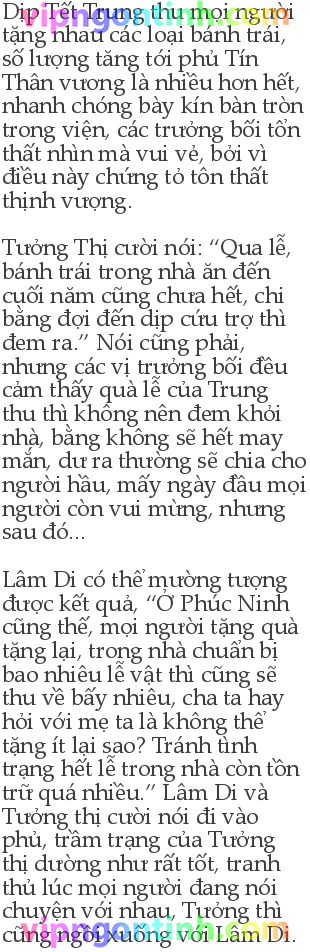 Dịp Tết Trung thu mọi người
tặng nhau các loại bánh trái,
số lượng tăng tới phủ Tín
Thân vương là nhiều hơn hết,
nhanh chóng bày kín bàn tròn
trong viện, các trưởng bối tổn
thất nhìn mà vui vẻ, bởi vì
điều này chứng tỏ tôn thất
thịnh vượng.
Tưởng Thị cười nói: “Qua lễ,
bánh trái trong nhà ăn đến
cuối năm cũng chưa hết, chi
bằng đợi đến dịp cứu trợ thì
đem ra.” Nói cũng phải,
nhưng các vị trưởng bối đều
cảm thấy quà lễ của Trung
thu thì không nên đem khỏi
nhà, bằng không sẽ hết may
mắn, dư ra thường sẽ chia cho
người hầu, mấy ngày đầu mọi
người còn vui mừng, nhưng
sau đó...
Lâm Di có thể mường tượng
được kết quả, “Ở Phúc Ninh
cũng thế, mọi người tặng quà
tặng lại, trong nhà chuẩn bị
bao nhiêu lễ vật thì cũng sẽ
thu về bấy nhiêu, cha ta hay
hỏi với mẹ ta là không thể
tặng ít lại sao? Tránh tình
trạng hết lễ trong nhà còn tồn
trữ quá nhiều.” Lâm Di và
Tưởng thị cười nói đi vào
phủ, trầm trạng của Tưởng
thị dường như rất tốt, tranh
thủ lúc mọi người đang nói
chuyện với nhau, Tưởng thì
cũng ngồi xuống với Lâm Di.
vipngontinh.com
vipngontinh.com